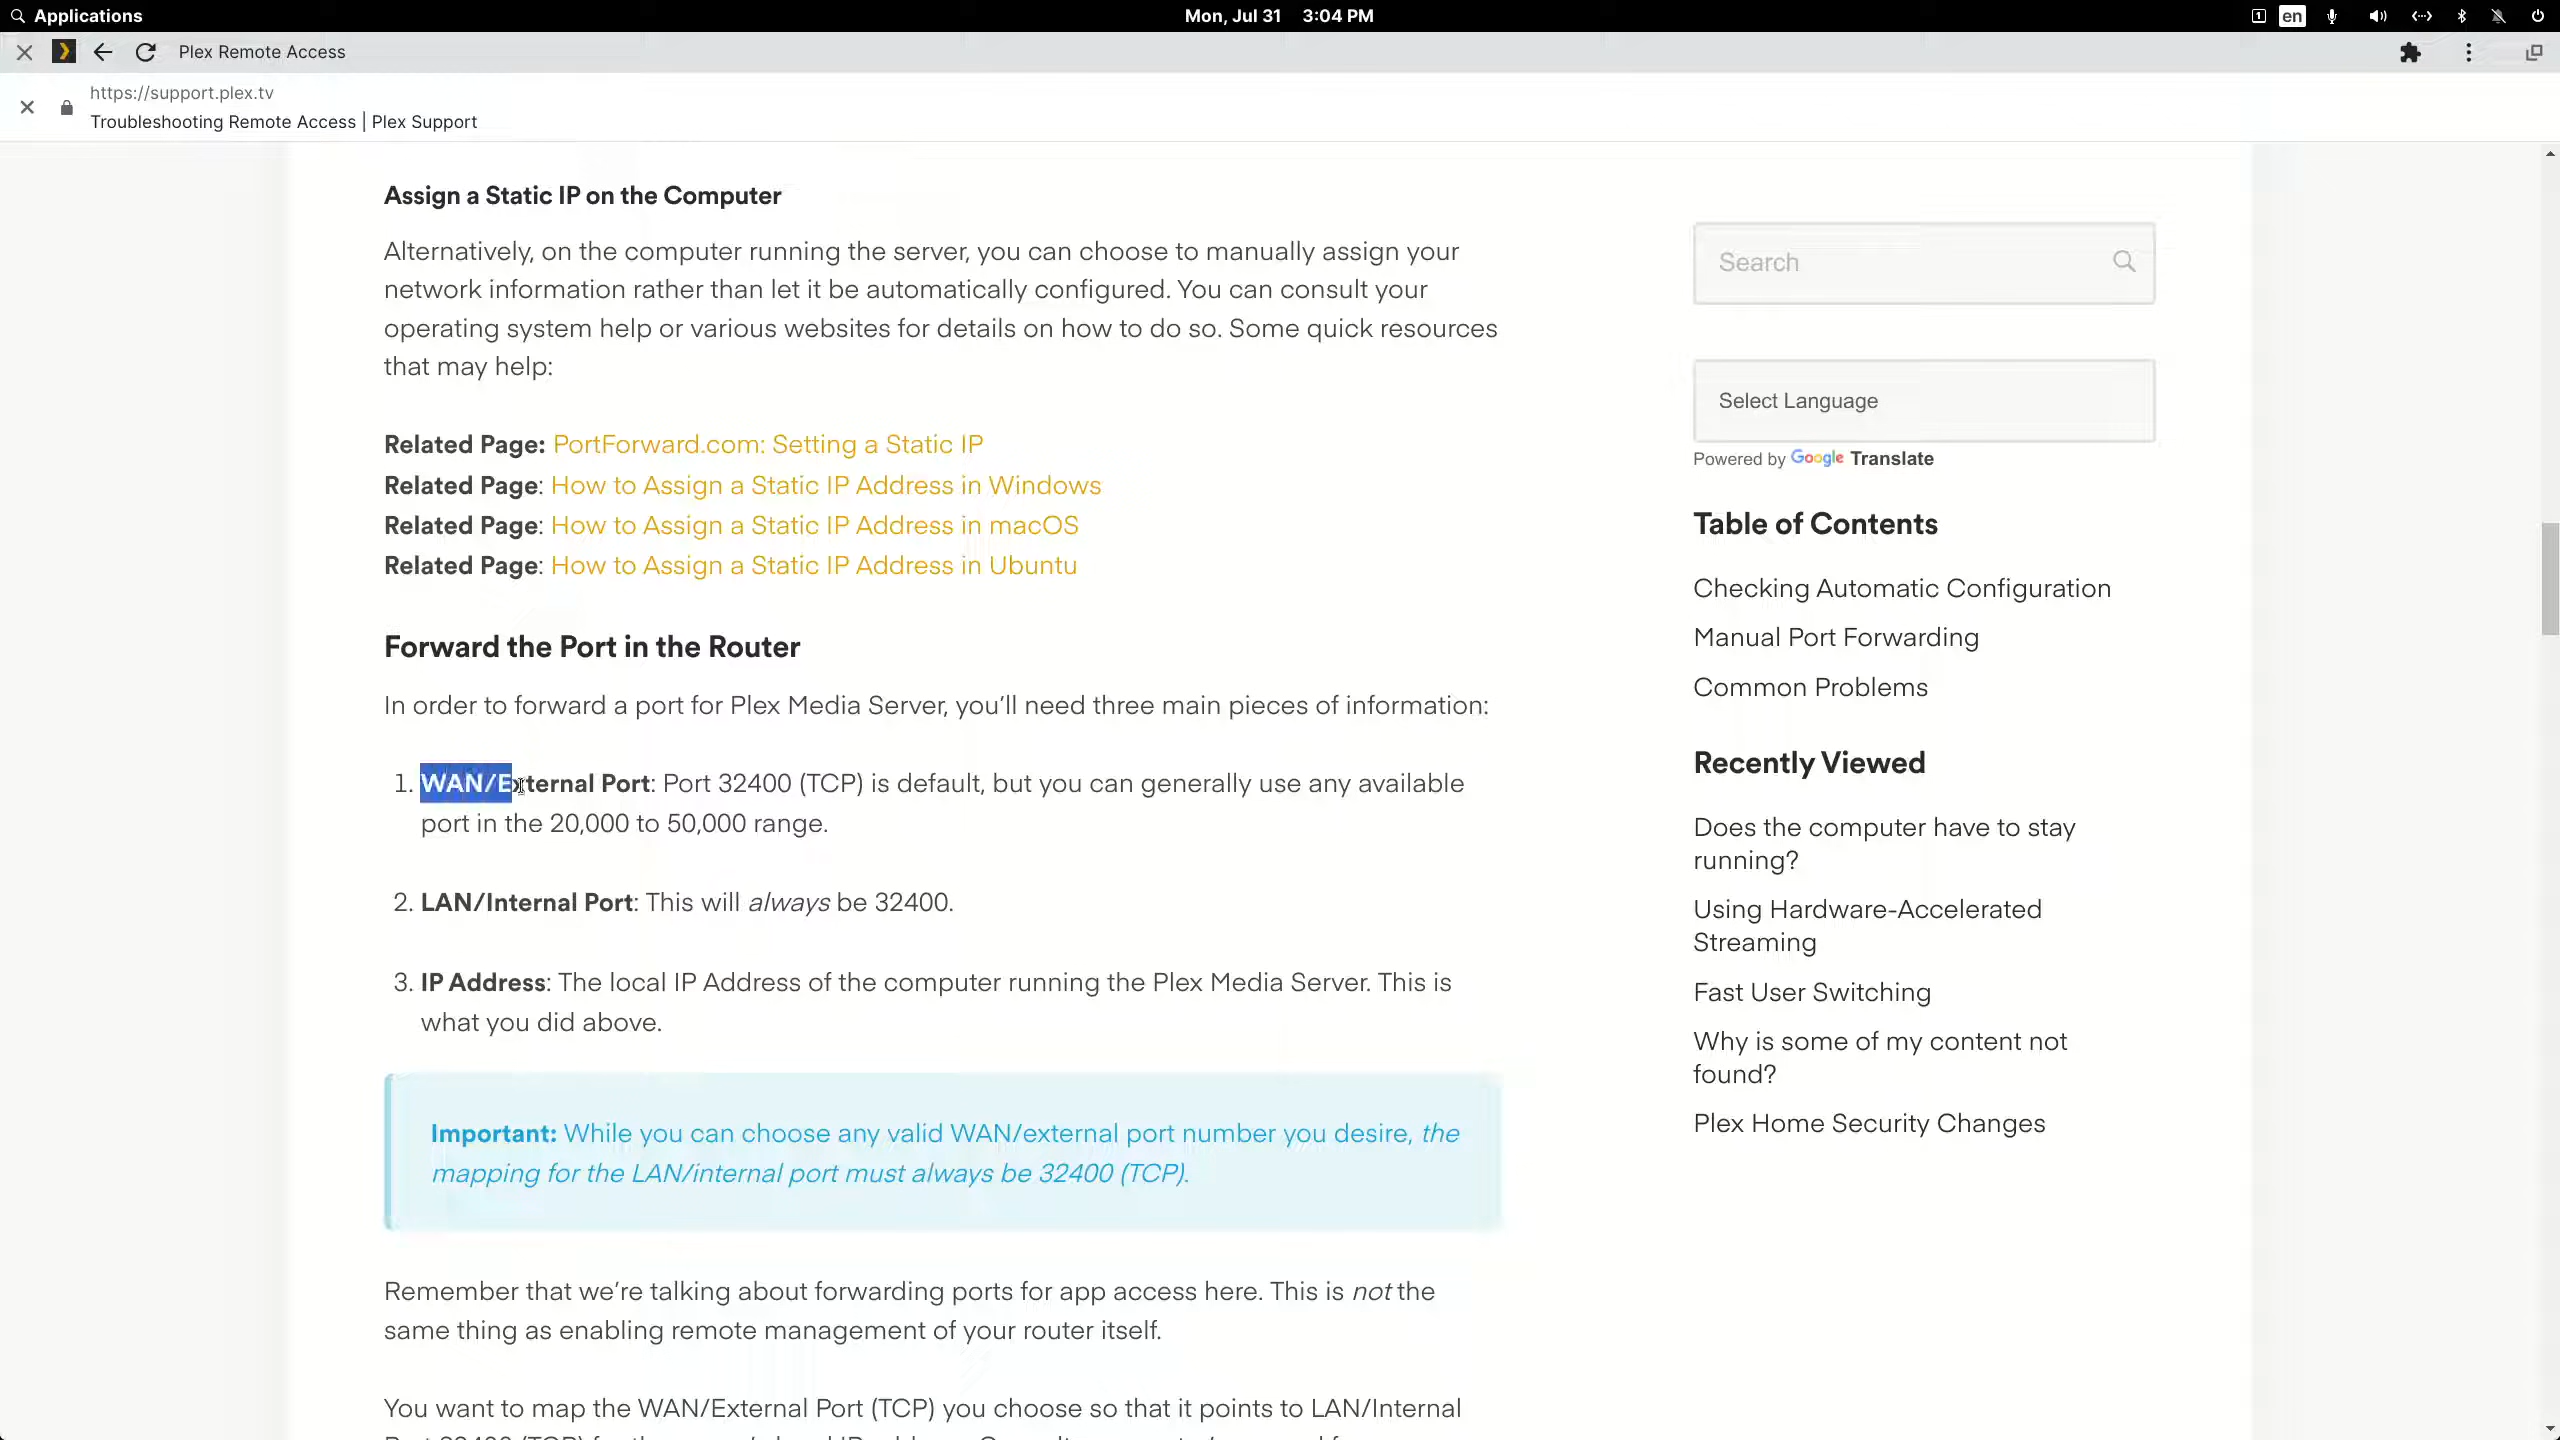 Applications
Mon, Jul 31 3:04 PM
1
en
Plex Remote Access
https://support.plex.tv
Troubleshooting Remote Access | Plex Support
Assign a Static IP on the Computer
Alternatively, on the computer running the server, you can choose to manually assign your
network information rather than let it be automatically configured. You can consult your
operating system help or various websites for details on how to do so. Some quick resources
that may help:
Related Page: PortForward.com: Setting a Static IP
Related Page: How to Assign a Static IP Address in Windows
Related Page: How to Assign a Static IP Address in macOS
Related Page: How to Assign a Static IP Address in Ubuntu
Forward the Port in the Router
In order to forward a port for Plex Media Server, you’ll need three main pieces of information:
1. WAN/External Port: Port 32400 (TCP) is default, but you can generally use any available
port in the 20,000 to 50,000 range.
2. LAN/Internal Port: This will always be 32400.
3. IP Address: The local IP Address of the computer running the Plex Media Server. This is
what you did above.
Important: While you can choose any valid WAN/external port number you desire, the
mapping for the LAN/internal port must always be 32400 (TCP).
Remember that we’re talking about forwarding ports for app access here. This is not the
same thing as enabling remote management of your router itself.
You want to map the WAN/External Port (TCP) you choose so that it points to LAN/Internal
Search
Select Language
Powered by Google Translate
Table of Contents
Checking Automatic Configuration
Manual Port Forwarding
Common Problems
Recently Viewed
Does the computer have to stay
running?
Using Hardware-Accelerated
Streaming
Fast User Switching
Why is some of my content not
found?
Plex Home Security Changes